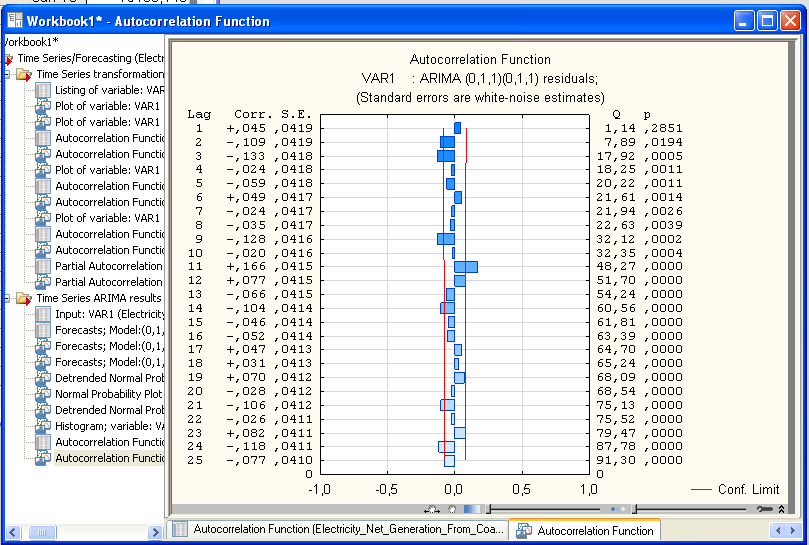 Workbook1* - Autocorrelation Function
Workbook1*
Time Series/Forecasting (Electr
Time Series transformation
Listing of variable: VAR
Plot of variable: VAR1
Plot of variable: VAR1
Autocorrelation Functio
Autocorrelation Functio
Plot of variable: VAR1
Autocorrelation Functio
Autocorrelation Functio
Plot of variable: VAR1
Autocorrelation Functio
Autocorrelation Functio
Partial Autocorrelation
Partial Autocorrelation
Time Series ARIMA results
Input: VAR1 (Electricity
Forecasts; Model:(0,1,
Forecasts; Model:(0,1,
Forecasts; Model:(0,1,
Detrended Normal Prob
Normal Probability Plot
Detrended Normal Prob
Histogram; variable: VA
Autocorrelation Functio
Autocorrelation Functio
Autocorrelation Function
VAR1 : ARIMA (0,1,1)(0,1,1) residuals;
(Standard errors are white-noise estimates)
Lag Corr. S.E. Q p
1 +,045 ,0419 1,14 ,2851
2 -,109 ,0419 7,89 ,0194
3 -,133 ,0418 17,92 ,0005
4 -,024 ,0418 18,25 ,0011
5 -,059 ,0418 20,22 ,0011
6 +,049 ,0417 21,61 ,0014
7 -,024 ,0417 21,94 ,0026
8 -,035 ,0417 22,63 ,0039
9 -,128 ,0416 32,12 ,0002
10 -,020 ,0416 32,35 ,0004
11 +,166 ,0415 48,27 ,0000
12 +,077 ,0415 51,70 ,0000
13 -,066 ,0415 54,24 ,0000
14 -,104 ,0414 60,56 ,0000
15 -,046 ,0414 61,81 ,0000
16 -,052 ,0414 63,39 ,0000
17 +,047 ,0413 64,70 ,0000
18 +,031 ,0413 65,24 ,0000
19 +,070 ,0412 68,09 ,0000
20 -,028 ,0412 68,54 ,0000
21 -,106 ,0412 75,13 ,0000
22 -,026 ,0411 75,52 ,0000
23 +,082 ,0411 79,47 ,0000
24 -,118 ,0411 87,78 ,0000
25 -,077 ,0410 91,30 ,0000
0 0
-1,0 -0,5 0,0 0,5 1,0
Conf. Limit
Autocorrelation Function (Electricity_Net_Generation_From_Coa... Autocorrelation Function